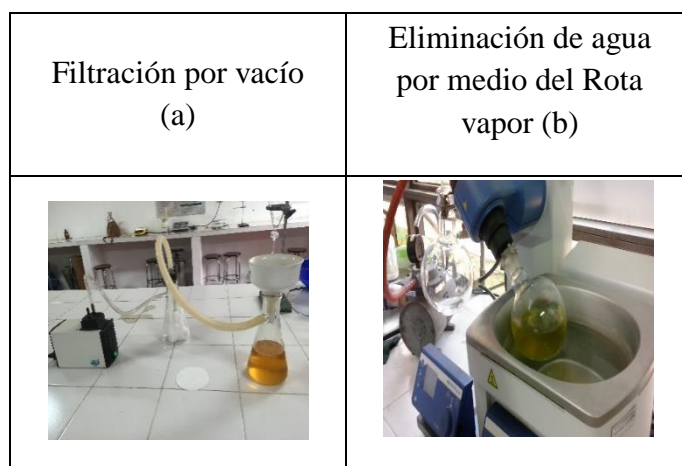 Filtración por vacío
(a)
Eliminación de agua
por medio del Rota
vapor (b)